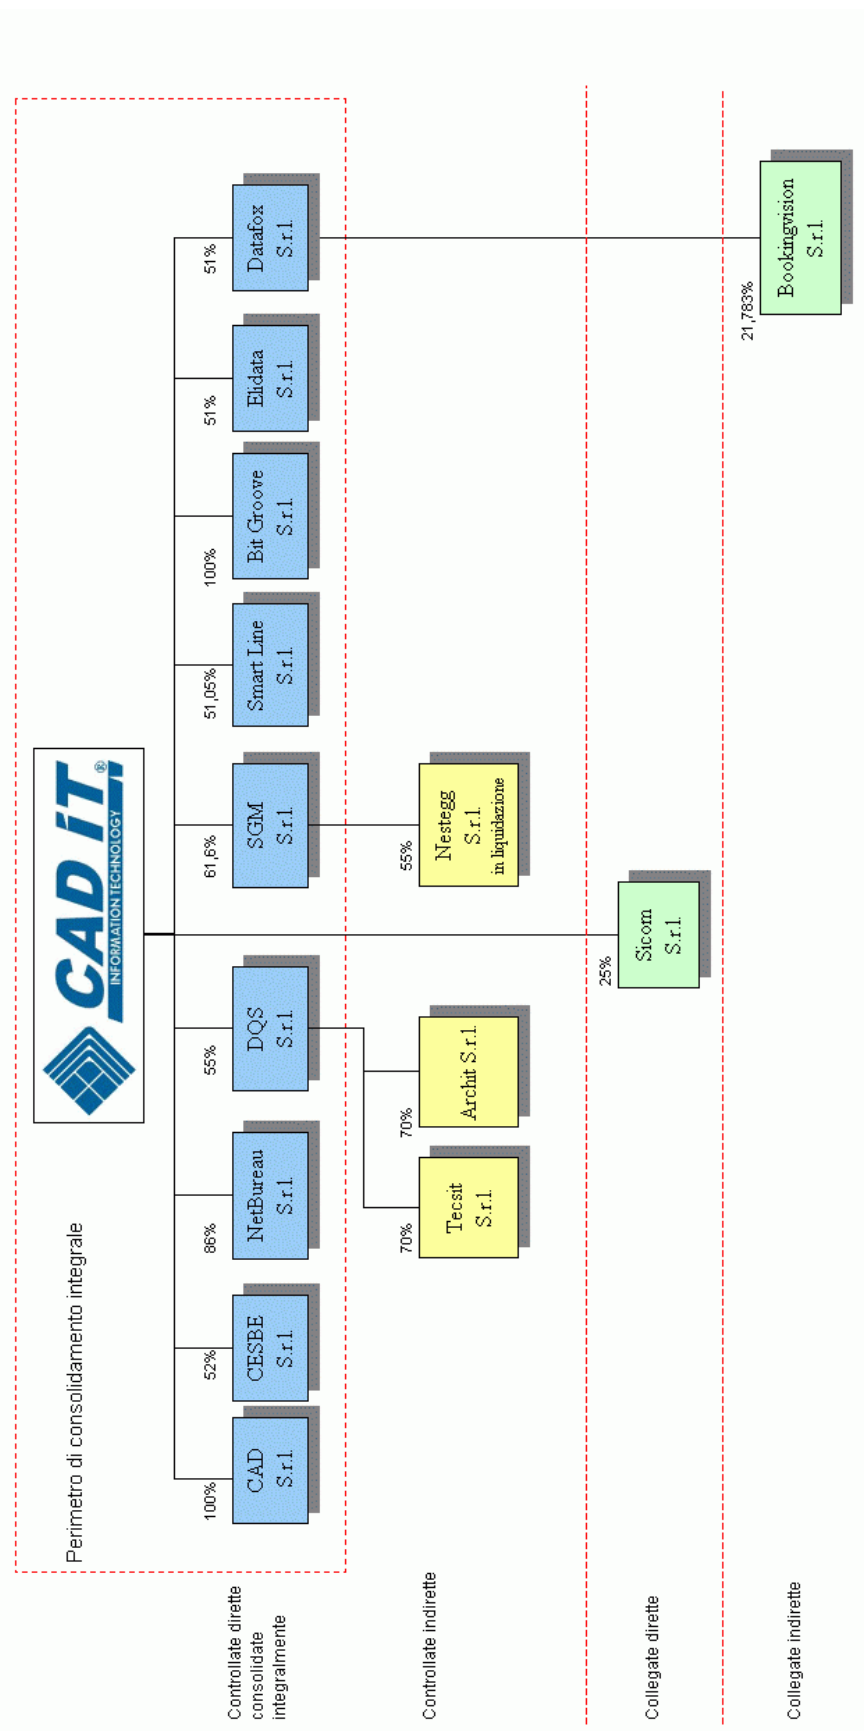 CAD iT®
INFORMATION TECHNOLOGY
Perimetro di consolidamento integrale
Controllate dirette
consolidate
integralmente
100%
CAD
S.r.l.
52%
CESBE
S.r.l.
86%
NetBureau
S.r.l.
55%
DQS
S.r.l.
61,6%
SGM
S.r.l.
51,05%
Smart Line
S.r.l.
100%
Bit Groove
S.r.l.
51%
Elidata
S.r.l.
51%
Datafox
S.r.l.
Controllate indirette
70%
Tecsit
S.r.l.
70%
Archit S.r.l.
55%
Nestegg
S.r.l.
in liquidazione
Collegate dirette
25%
Sicom
S.r.l.
Collegate indirette
21,783%
Bookingvision
S.r.l.